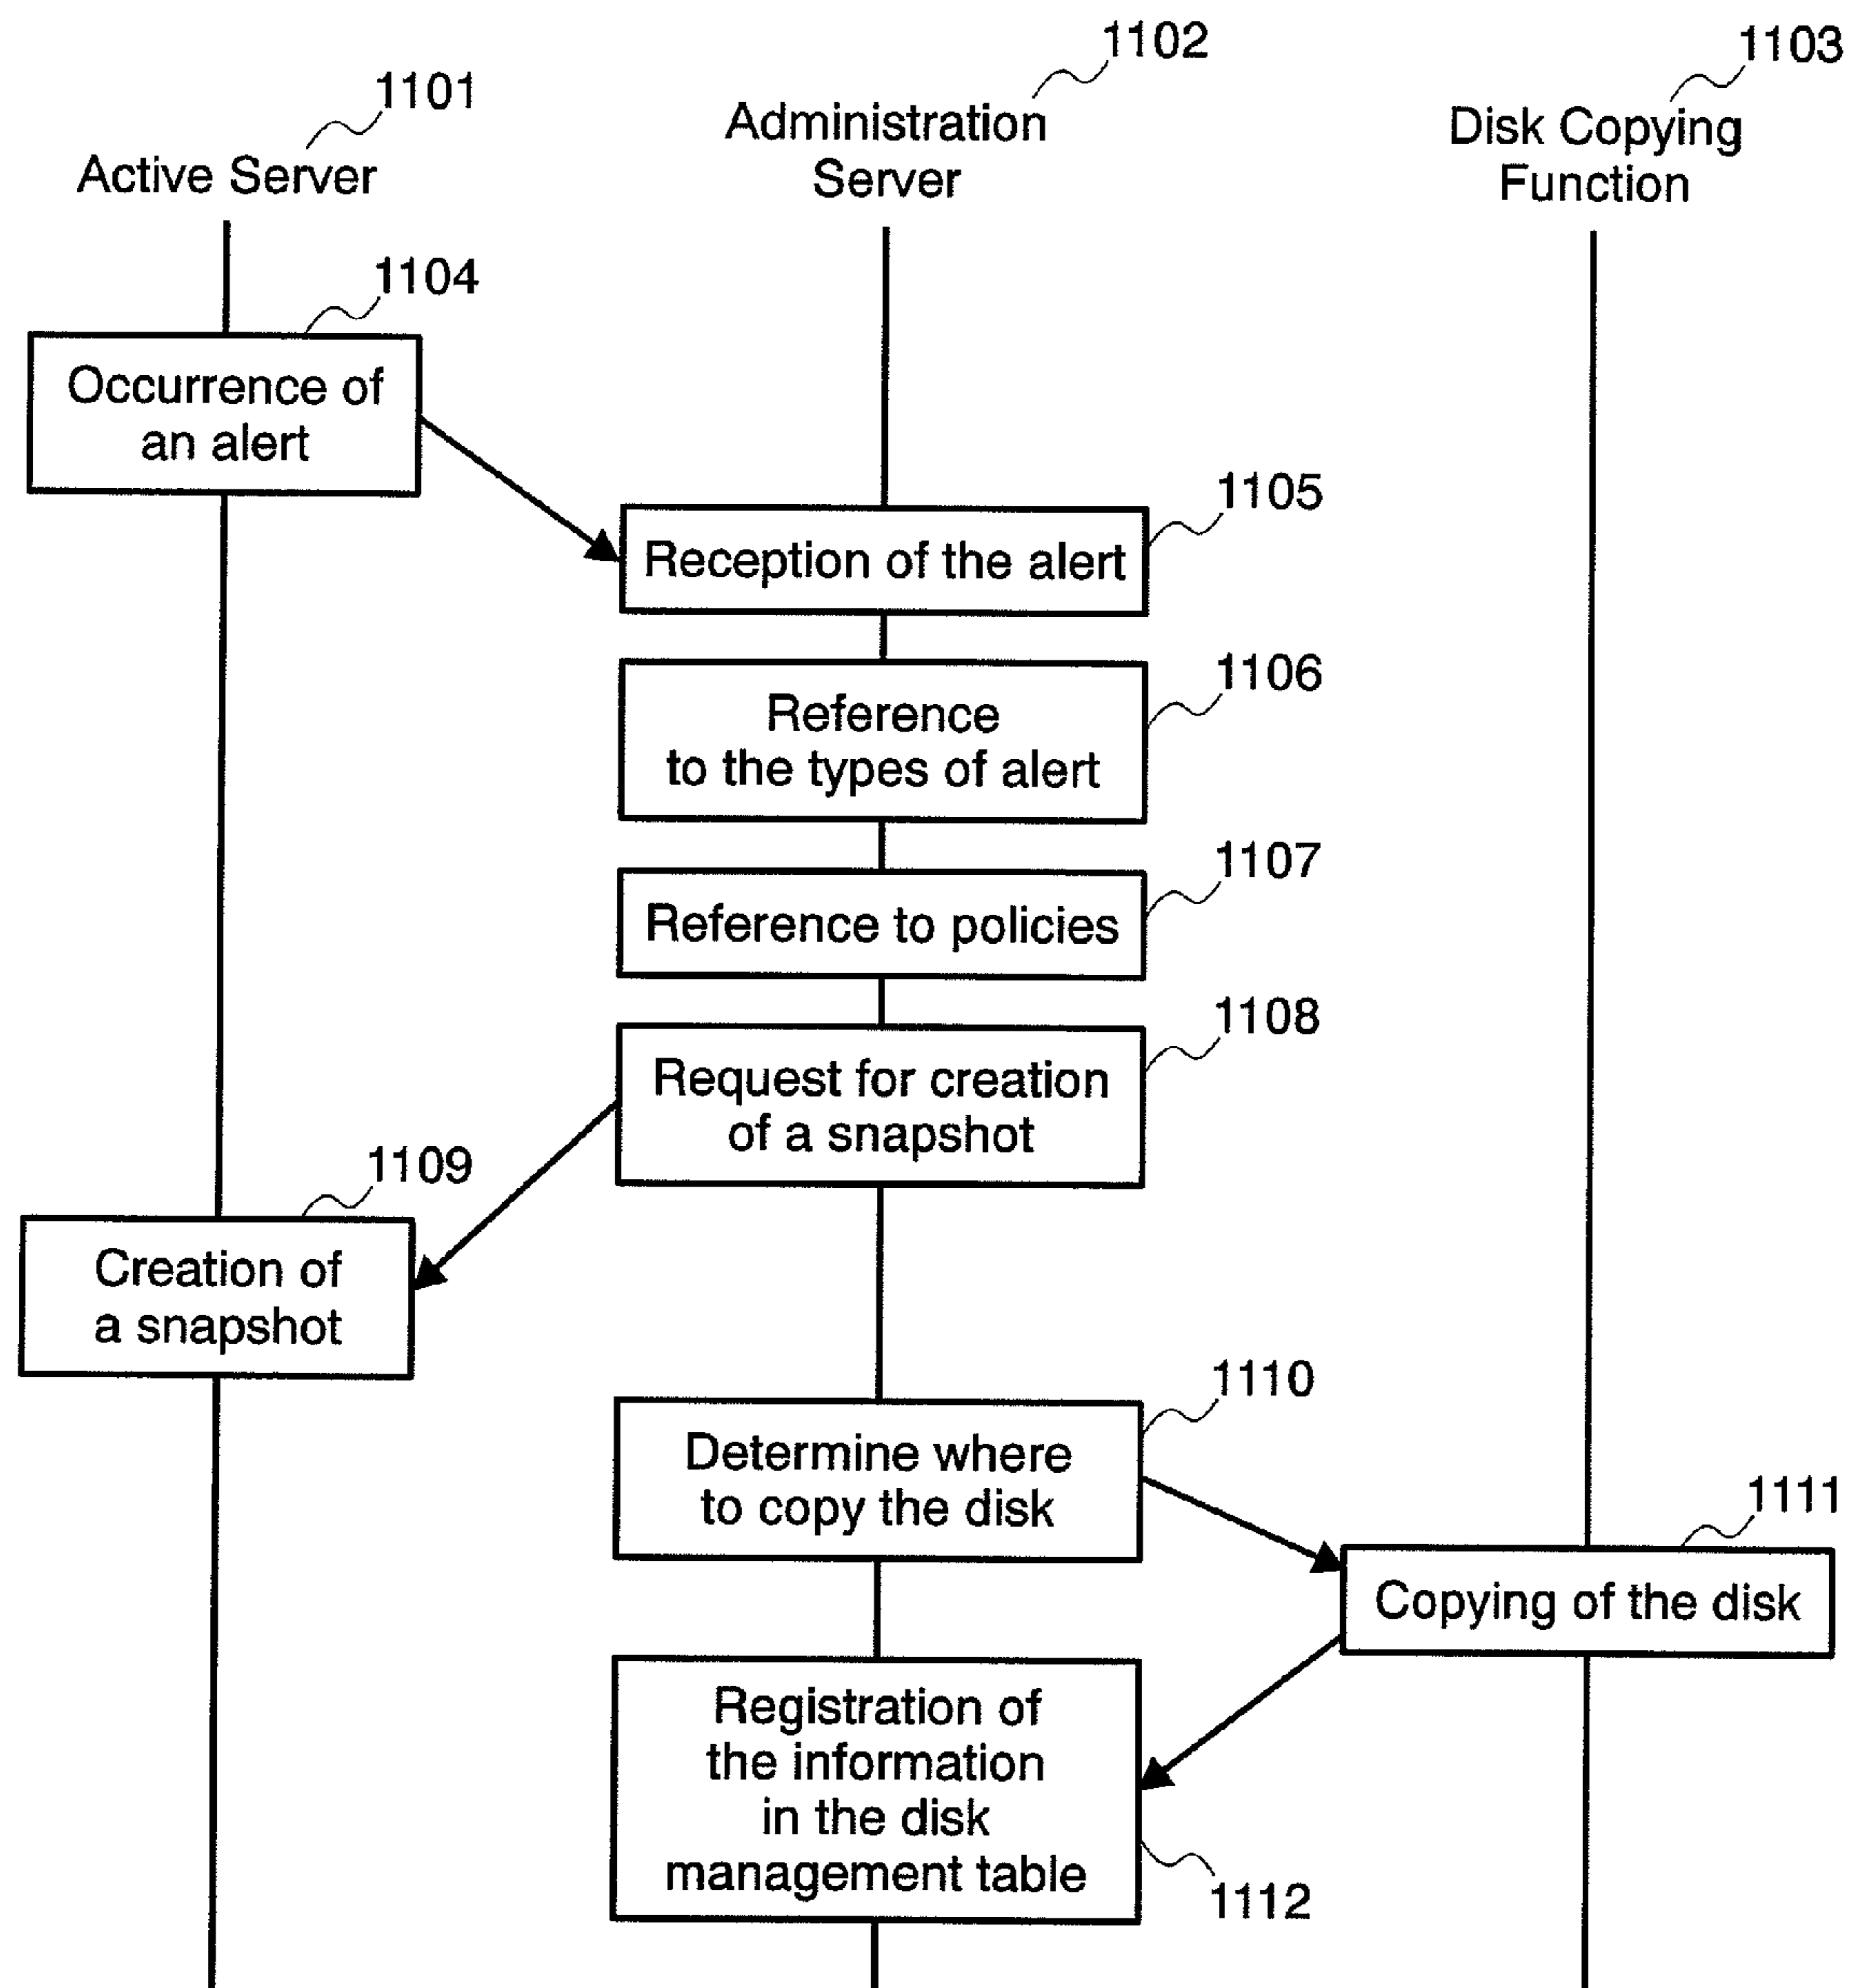 1101
Active Server
1102
Administration
Server
1103
Disk Copying
Function
1104
Occurrence of
an alert
1105
Reception of the alert
1106
Reference
to the types of alert
1107
Reference to policies
1108
Request for creation
of a snapshot
1109
Creation of
a snapshot
1110
Determine where
to copy the disk
1111
Copying of the disk
Registration of
the information
in the disk
management table
1112